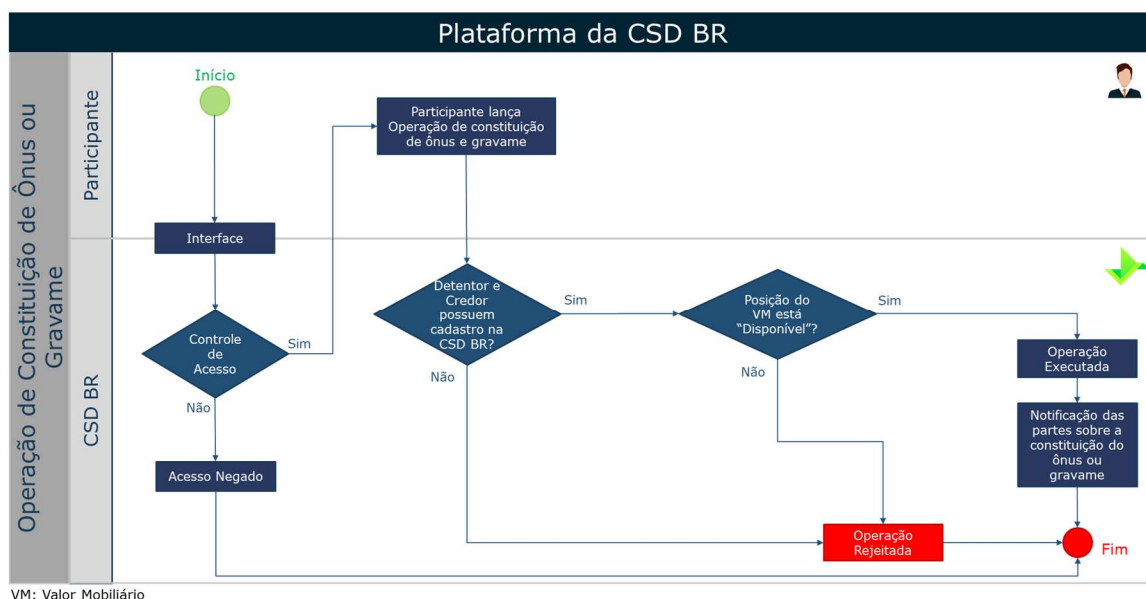 Plataforma da CSD BR
Operação de Constituição de Ônus ou
Gravame
Participante
CSD BR
Início
Participante lança
Operação de constituição
de ônus e gravame
Interface
Controle
de
Acesso
Sim
Não
Acesso Negado
Detentor e
Credor
possuem
cadastro na
CSD BR?
Sim
Não
Posição do
VM está
“Disponível”?
Sim
Não
Operação
Executada
Notificação das
partes sobre a
constituição do
ônus ou
gravame
Operação
Rejeitada
Fim
VM: Valor Mobiliário